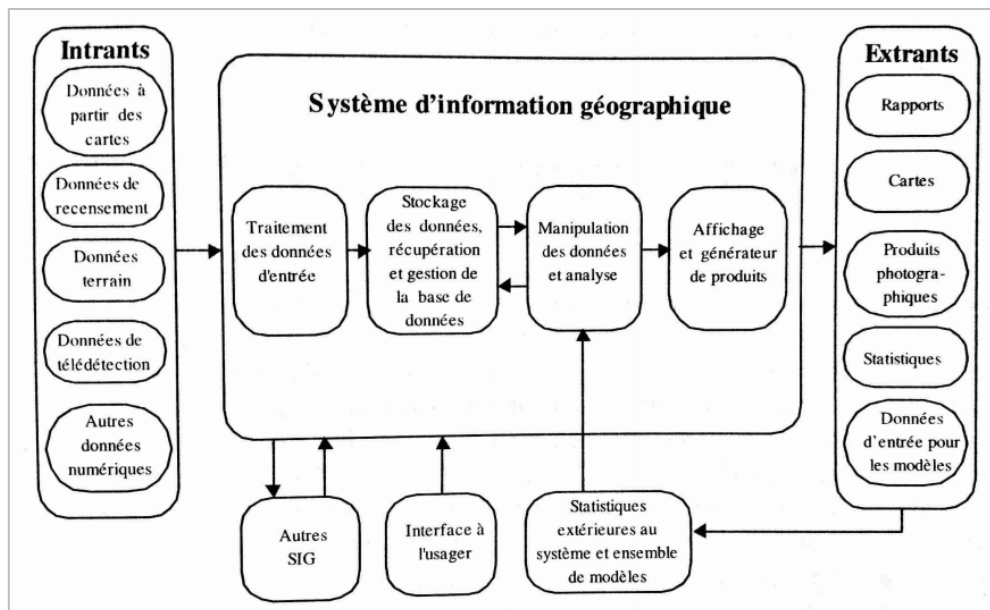 Intrants
Données à
partir des
cartes
Données de
recensement
Données
terrain
Données de
télédétection
Autres
données
numériques
Système d'information géographique
Traitement
des données
d'entrée
Stockage
des données,
récupération
et gestion de
la base de
données
Manipulation
des données
et analyse
Affichage
et générateur
de produits
Autres
SIG
Interface à
l'usager
Statistiques
extérieures au
système et ensemble
de modèles
Extrants
Rapports
Cartes
Produits
photogra-
phiques
Statistiques
Données
d'entrée pour
les modèles